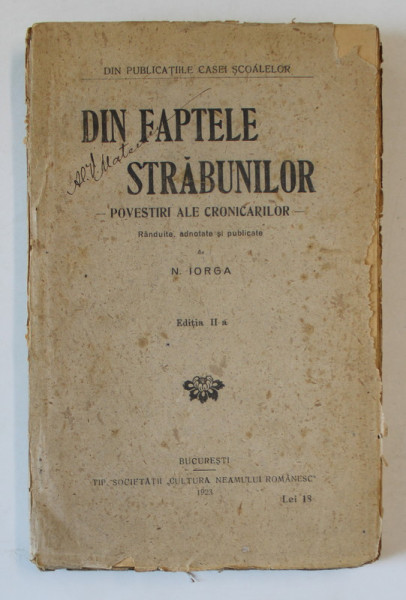 DIN PUBLICAȚIILE CASEI ȘCOÁLELOR
DIN FAPTELE
STRĂBUNILOR
— POVESTIRI ALE CRONICARILOR —
Rânduite, adnotate și publicate
de
N. IORGA
Ediția II-a
BUCUREȘTI
TIP. "SOCIETĂȚII „CULTURA NEAMULUI ROMÂNESC"
1923
Lei 18